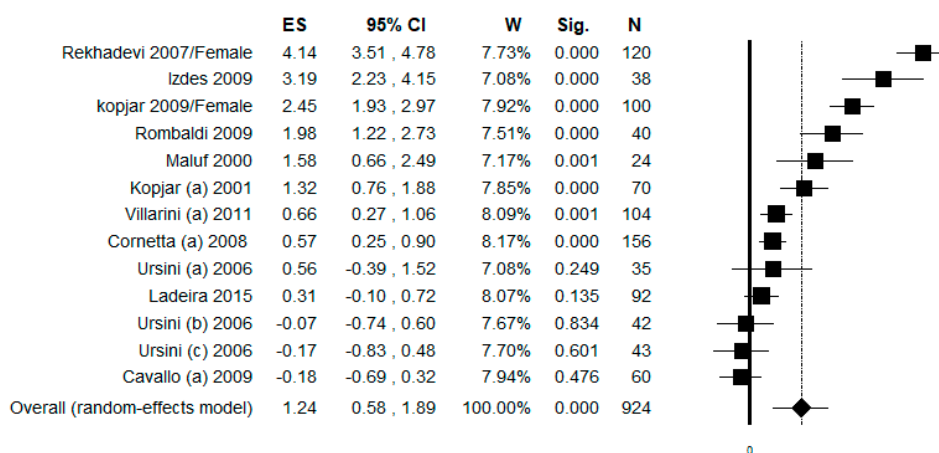 ES 95% CI W Sig. N
Rekhadevi 2007/Female 4.14 3.51 , 4.78 7.73% 0.000 120
Izdes 2009 3.19 2.23 , 4.15 7.08% 0.000 38
kopjar 2009/Female 2.45 1.93 , 2.97 7.92% 0.000 100
Rombaldi 2009 1.98 1.22 , 2.73 7.51% 0.000 40
Maluf 2000 1.58 0.66 , 2.49 7.17% 0.001 24
Kopjar (a) 2001 1.32 0.76 , 1.88 7.85% 0.000 70
Villarini (a) 2011 0.66 0.27 , 1.06 8.09% 0.001 104
Cornetta (a) 2008 0.57 0.25 , 0.90 8.17% 0.000 156
Ursini (a) 2006 0.56 -0.39 , 1.52 7.08% 0.249 35
Ladeira 2015 0.31 -0.10 , 0.72 8.07% 0.135 92
Ursini (b) 2006 -0.07 -0.74 , 0.60 7.67% 0.834 42
Ursini (c) 2006 -0.17 -0.83 , 0.48 7.70% 0.601 43
Cavallo (a) 2009 -0.18 -0.69 , 0.32 7.94% 0.476 60
Overall (random-effects model) 1.24 0.58 , 1.89 100.00% 0.000 924
0